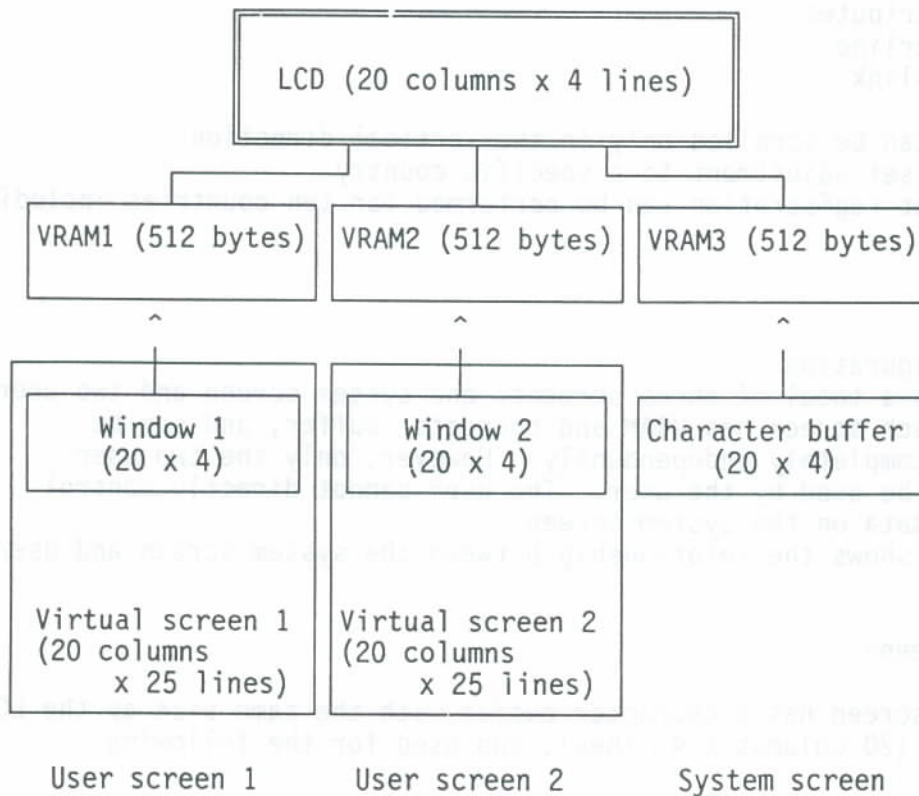 LCD (20 columns x 4 lines)
VRAM1 (512 bytes)
VRAM2 (512 bytes)
VRAM3 (512 bytes)
^
^
^
Window 1
(20 x 4)
Window 2
(20 x 4)
Character buffer
(20 x 4)
Virtual screen 1
(20 columns
x 25 lines)
Virtual screen 2
(20 columns
x 25 lines)
User screen 1
User screen 2
System screen